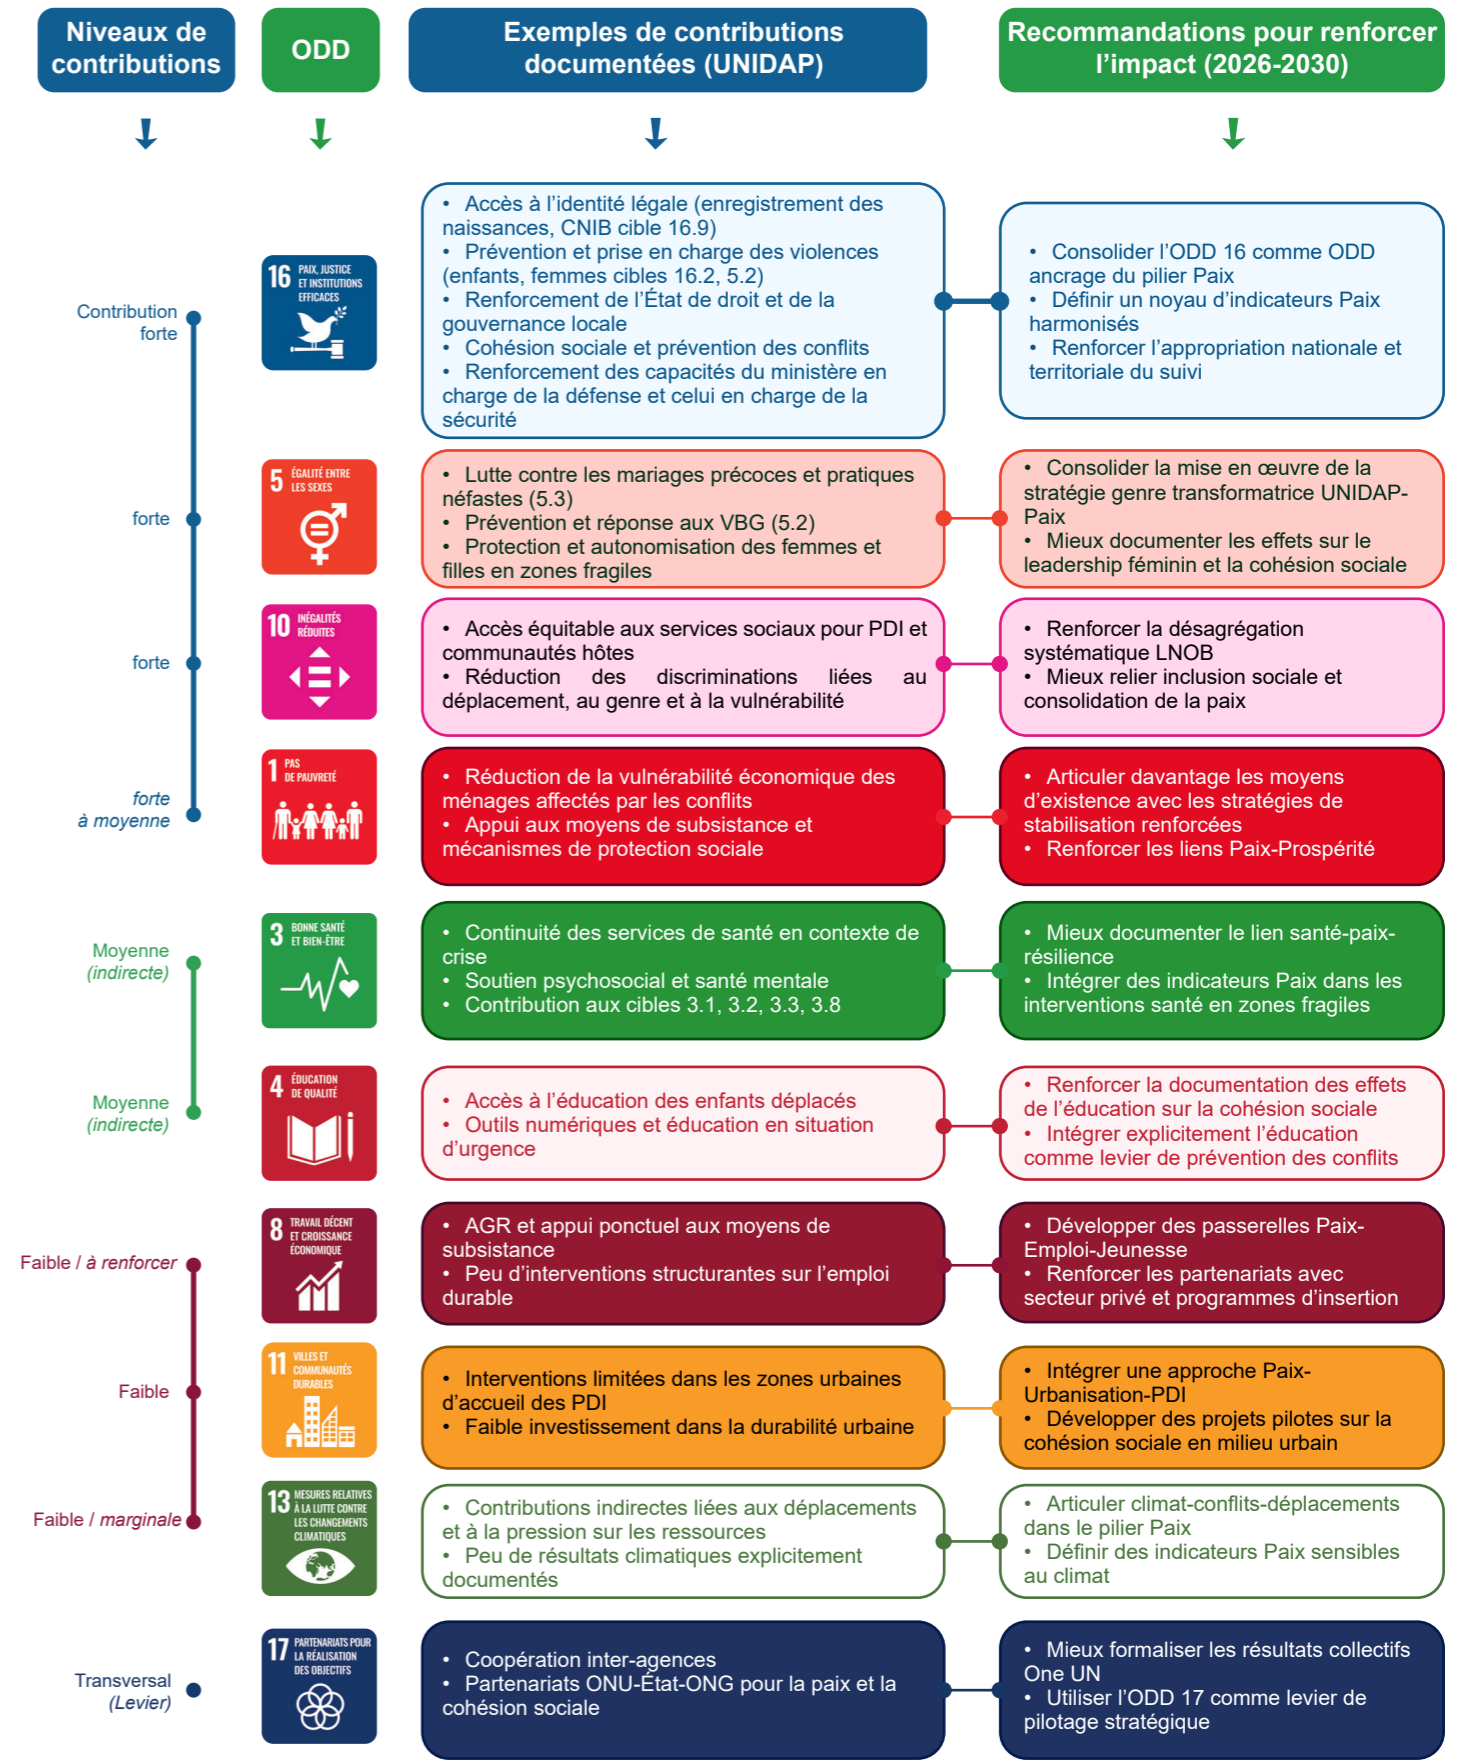 Niveaux de
contributions
ODD
Exemples de contributions
documentées (UNIDAP)
Recommandations pour renforcer
l’impact (2026-2030)
Contribution
forte
16 PAIX, JUSTICE
ET INSTITUTIONS
EFFICACES
• Accès à l’identité légale (enregistrement des
naissances, CNIB cible 16.9)
• Prévention et prise en charge des violences
(enfants, femmes cibles 16.2, 5.2)
• Renforcement de l’État de droit et de la
gouvernance locale
• Cohésion sociale et prévention des conflits
• Renforcement des capacités du ministère en
charge de la défense et celui en charge de la
sécurité
• Consolider l’ODD 16 comme ODD
ancrage du pilier Paix
• Définir un noyau d’indicateurs Paix
harmonisés
• Renforcer l’appropriation nationale et
territoriale du suivi
forte
5 ÉGALITÉ ENTRE
LES SEXES
• Lutte contre les mariages précoces et pratiques
néfastes (5.3)
• Prévention et réponse aux VBG (5.2)
• Protection et autonomisation des femmes et
filles en zones fragiles
• Consolider la mise en œuvre de la
stratégie genre transformatrice UNIDAP-
Paix
• Mieux documenter les effets sur le
leadership féminin et la cohésion sociale
forte
10 INÉGALITÉS
RÉDUITES
• Accès équitable aux services sociaux pour PDI et
communautés hôtes
• Réduction des discriminations liées au
déplacement, au genre et à la vulnérabilité
• Renforcer la désagrégation
systématique LNOB
• Mieux relier inclusion sociale et
consolidation de la paix
forte
à moyenne
1 PAS
DE PAUVRETÉ
• Réduction de la vulnérabilité économique des
ménages affectés par les conflits
• Appui aux moyens de subsistance et
mécanismes de protection sociale
• Articuler davantage les moyens
d’existence avec les stratégies de
stabilisation renforcées
• Renforcer les liens Paix-Prospérité
Moyenne
(indirecte)
3 BONNE SANTÉ
ET BIEN-ÊTRE
• Continuité des services de santé en contexte de
crise
• Soutien psychosocial et santé mentale
• Contribution aux cibles 3.1, 3.2, 3.3, 3.8
• Mieux documenter le lien santé-paix-
résilience
• Intégrer des indicateurs Paix dans les
interventions santé en zones fragiles
Moyenne
(indirecte)
4 ÉDUCATION
DE QUALITÉ
• Accès à l’éducation des enfants déplacés
• Outils numériques et éducation en situation
d’urgence
• Renforcer la documentation des effets
de l’éducation sur la cohésion sociale
• Intégrer explicitement l’éducation
comme levier de prévention des conflits
Faible / à renforcer
8 TRAVAIL DÉCENT
ET CROISSANCE
ÉCONOMIQUE
• AGR et appui ponctuel aux moyens de
subsistance
• Peu d’interventions structurantes sur l’emploi
durable
• Développer des passerelles Paix-
Emploi-Jeunesse
• Renforcer les partenariats avec
secteur privé et programmes d’insertion
Faible
11 VILLES ET
COMMUNAUTÉS
DURABLES
• Interventions limitées dans les zones urbaines
d’accueil des PDI
• Faible investissement dans la durabilité urbaine
• Intégrer une approche Paix-
Urbanisation-PDI
• Développer des projets pilotes sur la
cohésion sociale en milieu urbain
Faible / marginale
13 MESURES RELATIVES
À LA LUTTE CONTRE
LES CHANGEMENTS
CLIMATIQUES
• Contributions indirectes liées aux déplacements
et à la pression sur les ressources
• Peu de résultats climatiques explicitement
documentés
• Articuler climat-conflits-déplacements
dans le pilier Paix
• Définir des indicateurs Paix sensibles
au climat
Transversal
(Levier)
17 PARTENARIATS POUR
LA RÉALISATION
DES OBJECTIFS
• Coopération inter-agences
• Partenariats ONU-État-ONG pour la paix et la
cohésion sociale
• Mieux formaliser les résultats collectifs
One UN
• Utiliser l’ODD 17 comme levier de
pilotage stratégique